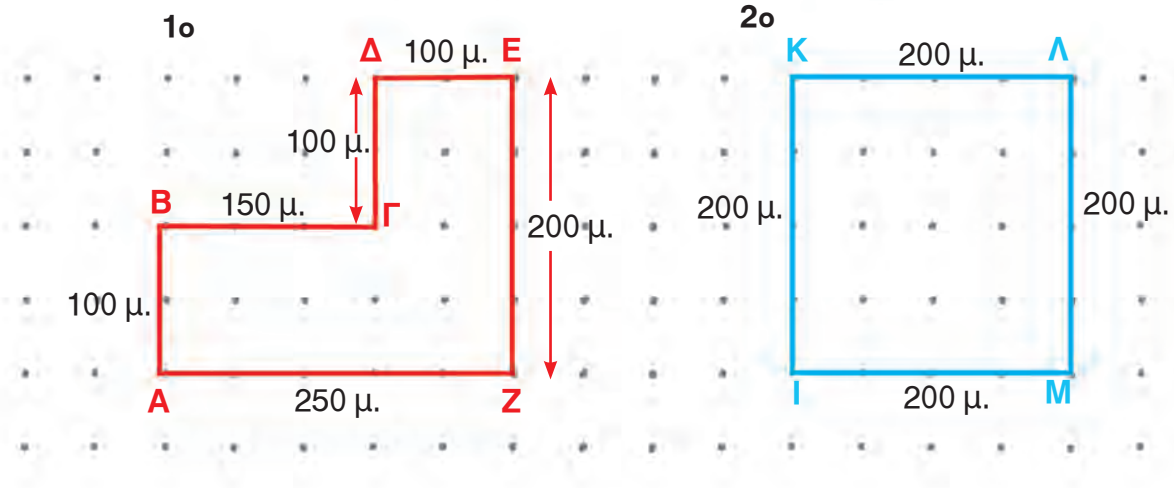 1ο
Δ 100 μ. Ε
100 μ.
Β 150 μ. Γ
200 μ.
100 μ.
Α 250 μ. Ζ
2ο
Κ 200 μ. Λ
200 μ. 200 μ.
Ι 200 μ. Μ